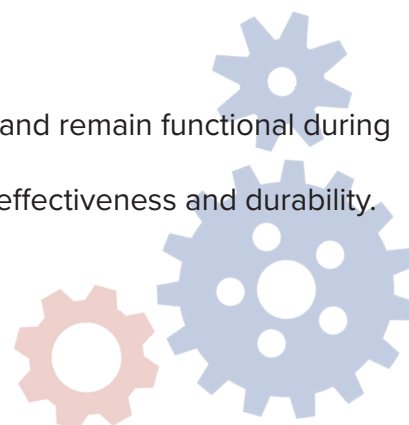 and remain functional during
effectiveness and durability.